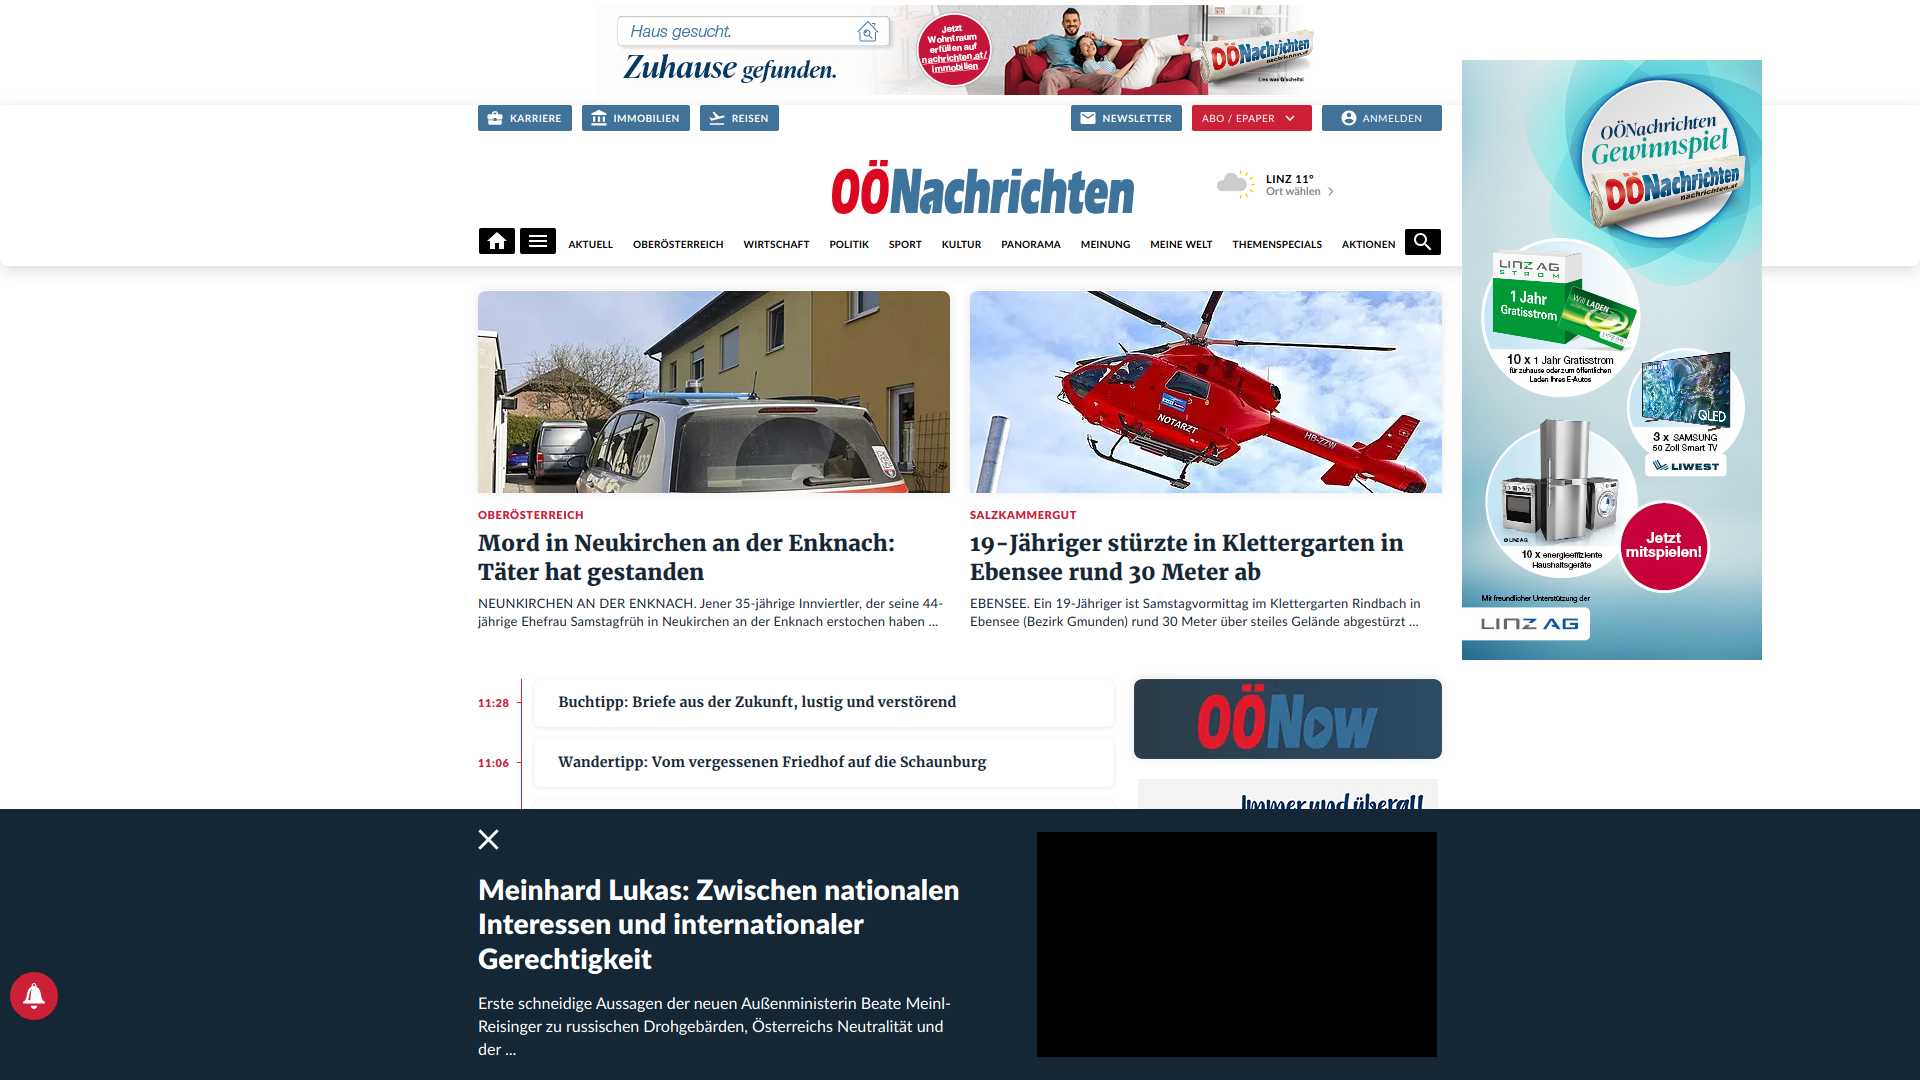 Haus gesucht.
Zuhause gefunden.
Jetzt
Wohntraum
erfüllen auf
nachrichten.at/
immobilien
OÖNachrichten
Lies was G'scheits!
KARRIERE
IMMOBILIEN
REISEN
NEWSLETTER
ABO / EPAPER
ANMELDEN
OÖNachrichten
LINZ 11°
Ort wählen
AKTUELL
OBERÖSTERREICH
WIRTSCHAFT
POLITIK
SPORT
KULTUR
PANORAMA
MEINUNG
MEINE WELT
THEMENSPECIALS
AKTIONEN
OÖNachrichten
Gewinnspiel
OÖNachrichten
nachrichten.at
LINZ AG
STROM
1 Jahr
Gratisstrom
Will LADEN
10 x 1 Jahr Gratisstrom
für zuhause oder zum öffentlichen
Laden Ihres E-Autos
QLED
3 x SAMSUNG
50 Zoll Smart TV
LIWEST
© LINZ AG
10 x energieeffiziente
Haushaltsgeräte
Jetzt
mitspielen!
Mit freundlicher Unterstützung der
LINZ AG
NOTARZT
HB-ZZW
OBERÖSTERREICH
Mord in Neukirchen an der Enknach:
Täter hat gestanden
NEUNKIRCHEN AN DER ENKNACH. Jener 35-jährige Innviertler, der seine 44-
jährige Ehefrau Samstagfrüh in Neukirchen an der Enknach erstochen haben ...
SALZKAMMERGUT
19-Jähriger stürzte in Klettergarten in
Ebensee rund 30 Meter ab
EBENSEE. Ein 19-Jähriger ist Samstagvormittag im Klettergarten Rindbach in
Ebensee (Bezirk Gmunden) rund 30 Meter über steiles Gelände abgestürzt ...
11:28
Buchtipp: Briefe aus der Zukunft, lustig und verstörend
11:06
Wandertipp: Vom vergessenen Friedhof auf die Schaunburg
OÖNow
Immer und überall
Meinhard Lukas: Zwischen nationalen
Interessen und internationaler
Gerechtigkeit
Erste schneidige Aussagen der neuen Außenministerin Beate Meinl-
Reisinger zu russischen Drohgebärden, Österreichs Neutralität und
der ...